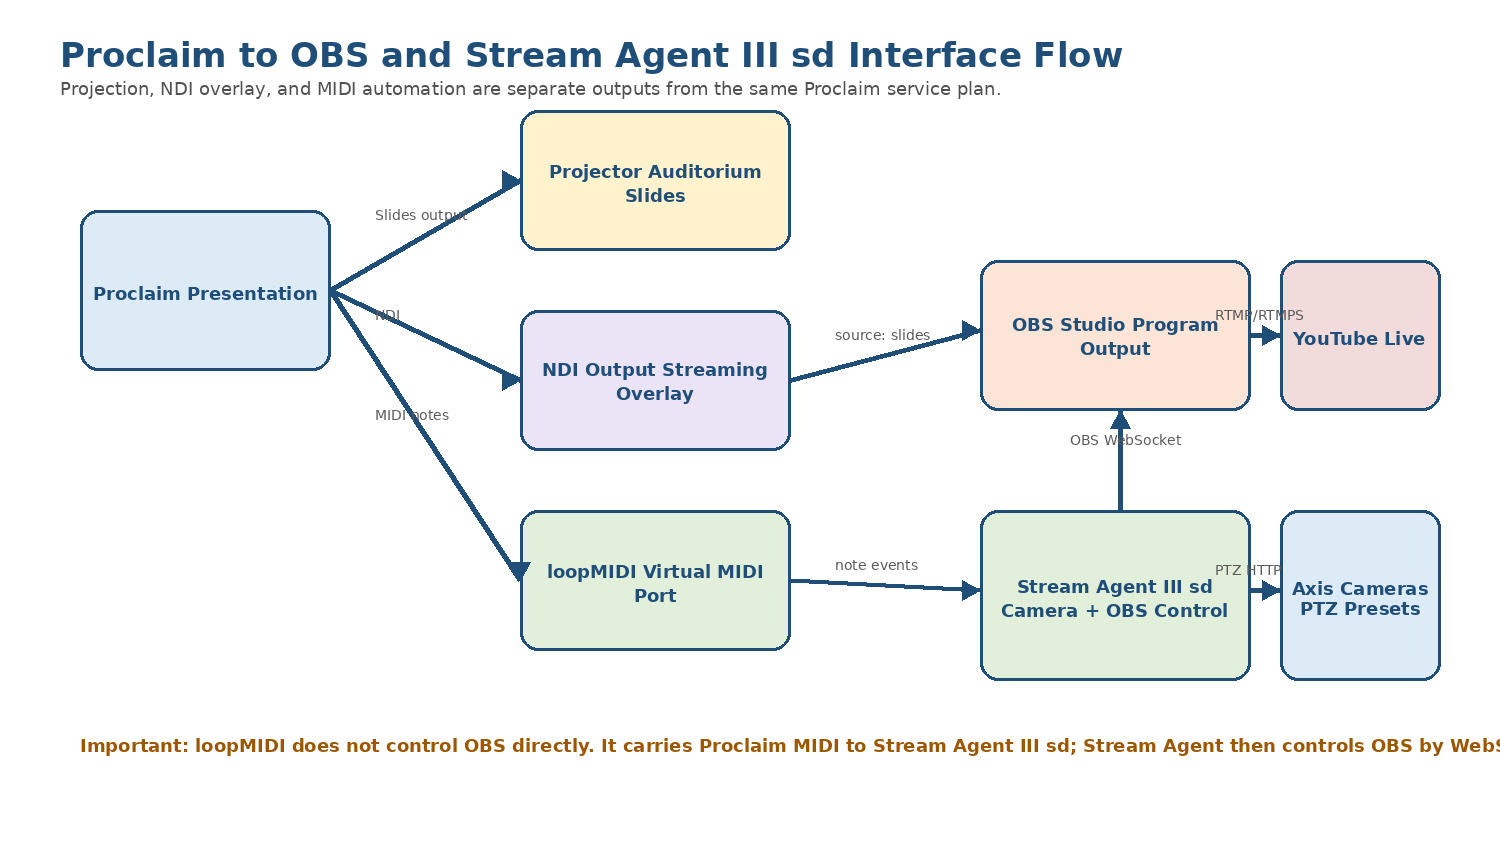 Proclaim to OBS and Stream Agent III sd Interface Flow
Projection, NDI overlay, and MIDI automation are separate outputs from the same Proclaim service plan.
Projector Auditorium
Slides
Slides output
Proclaim Presentation
NDI
NDI Output Streaming
Overlay
source: slides
OBS Studio Program
Output
RTMP/RTMPS
YouTube Live
MIDI notes
OBS WebSocket
loopMIDI Virtual MIDI
Port
note events
Stream Agent III sd
Camera + OBS Control
PTZ HTTP
Axis Cameras
PTZ Presets
Important: loopMIDI does not control OBS directly. It carries Proclaim MIDI to Stream Agent III sd; Stream Agent then controls OBS by WebS